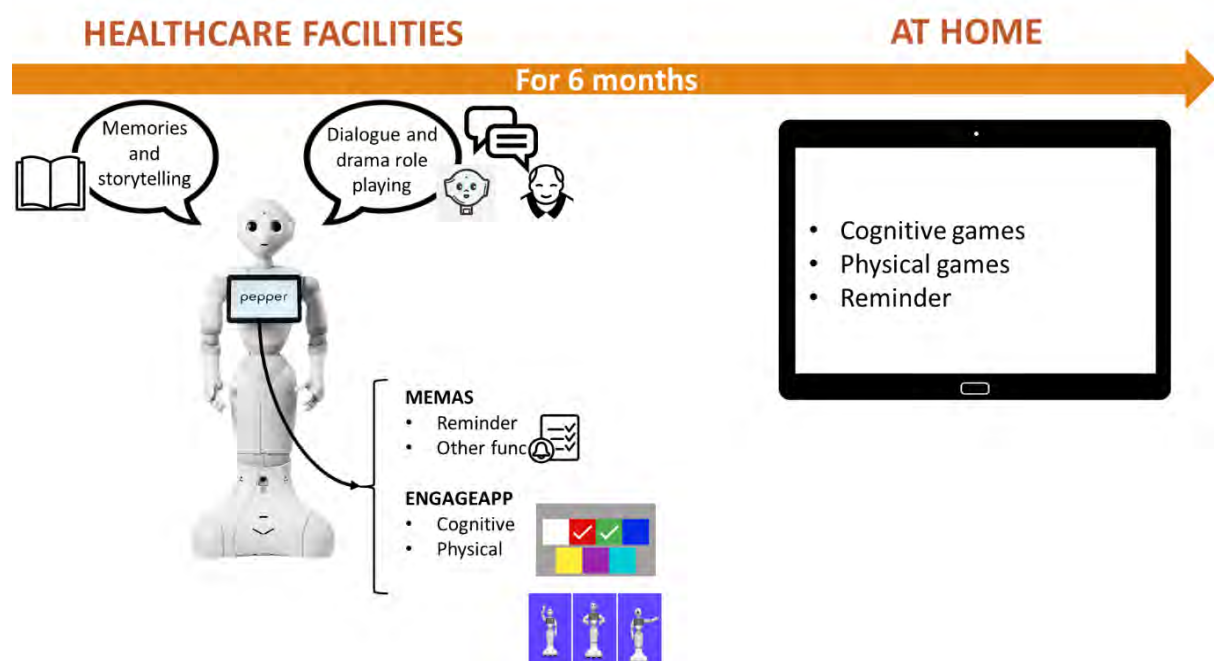 HEALTHCARE FACILITIES
AT HOME
For 6 months
Memories
and
storytelling
Dialogue and
drama role
playing
pepper
• Cognitive games
• Physical games
• Reminder
MEMAS
• Reminder
• Other func
ENGAGEAPP
• Cognitive
• Physical